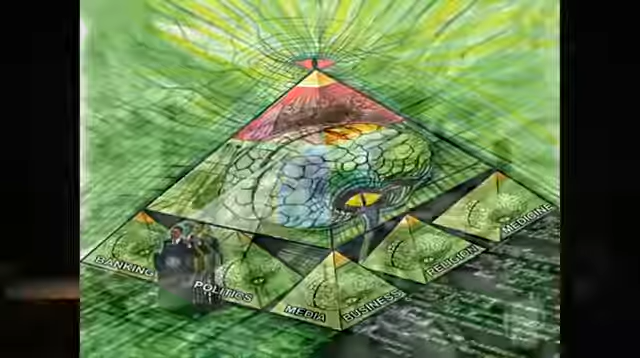 BANKING
POLITICS
MEDIA
BUSINESS
RELIGION
MEDICINE